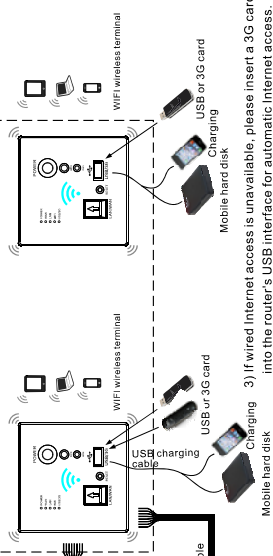 WIFI wireless terminal
POWER
USB or 3G card
Charging
Mobile hard disk
WIFI wireless terminal
POWER
USB or 3G card
USB charging
cable
Charging
Mobile hard disk
3) If wired Internet access is unavailable, please insert a 3G card
into the router's USB interface for automatic Internet access.